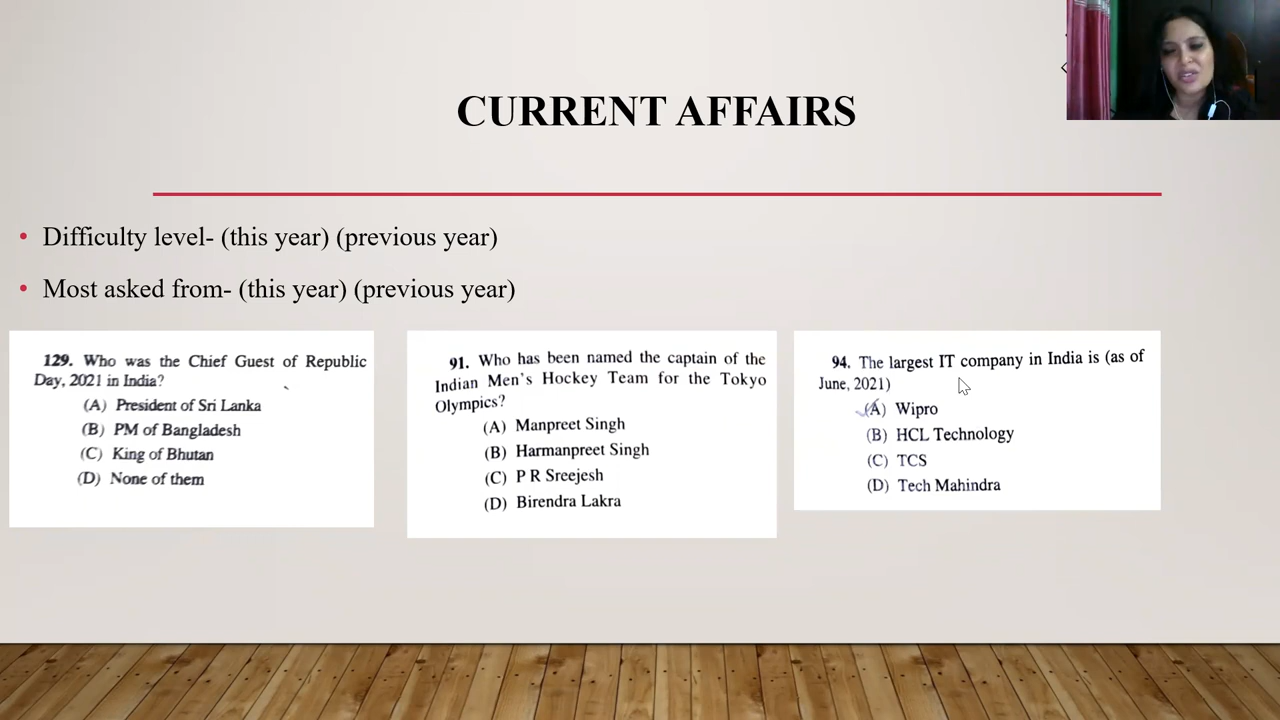 CURRENT AFFAIRS
• Difficulty level- (this year) (previous year)
• Most asked from- (this year) (previous year)
129. Who was the Chief Guest of Republic
Day, 2021 in India?
(A) President of Sri Lanka
(B) PM of Bangladesh
(C) King of Bhutan
(D) None of them
91. Who has been named the captain of the
Indian Men's Hockey Team for the Tokyo
Olympics?
(A) Manpreet Singh
(B) Harmanpreet Singh
(C) P R Sreejesh
(D) Birendra Lakra
94. The largest IT company in India is (as of
June, 2021)
(A) Wipro
(B) HCL Technology
(C) TCS
(D) Tech Mahindra